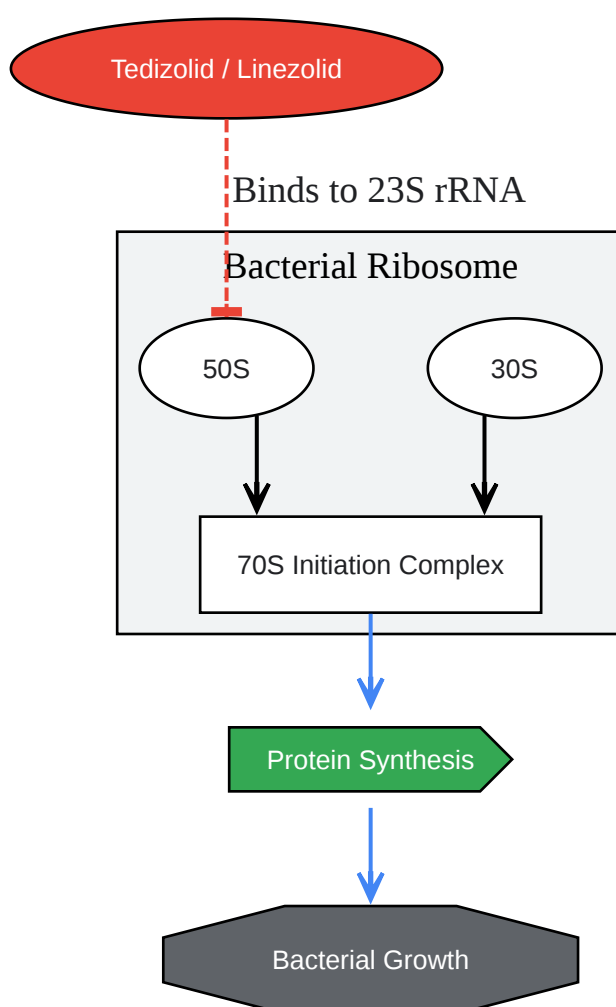 Tedizolid / Linezolid
Binds to 23S rRNA
Bacterial Ribosome
50S
30S
70S Initiation Complex
Protein Synthesis
Bacterial Growth